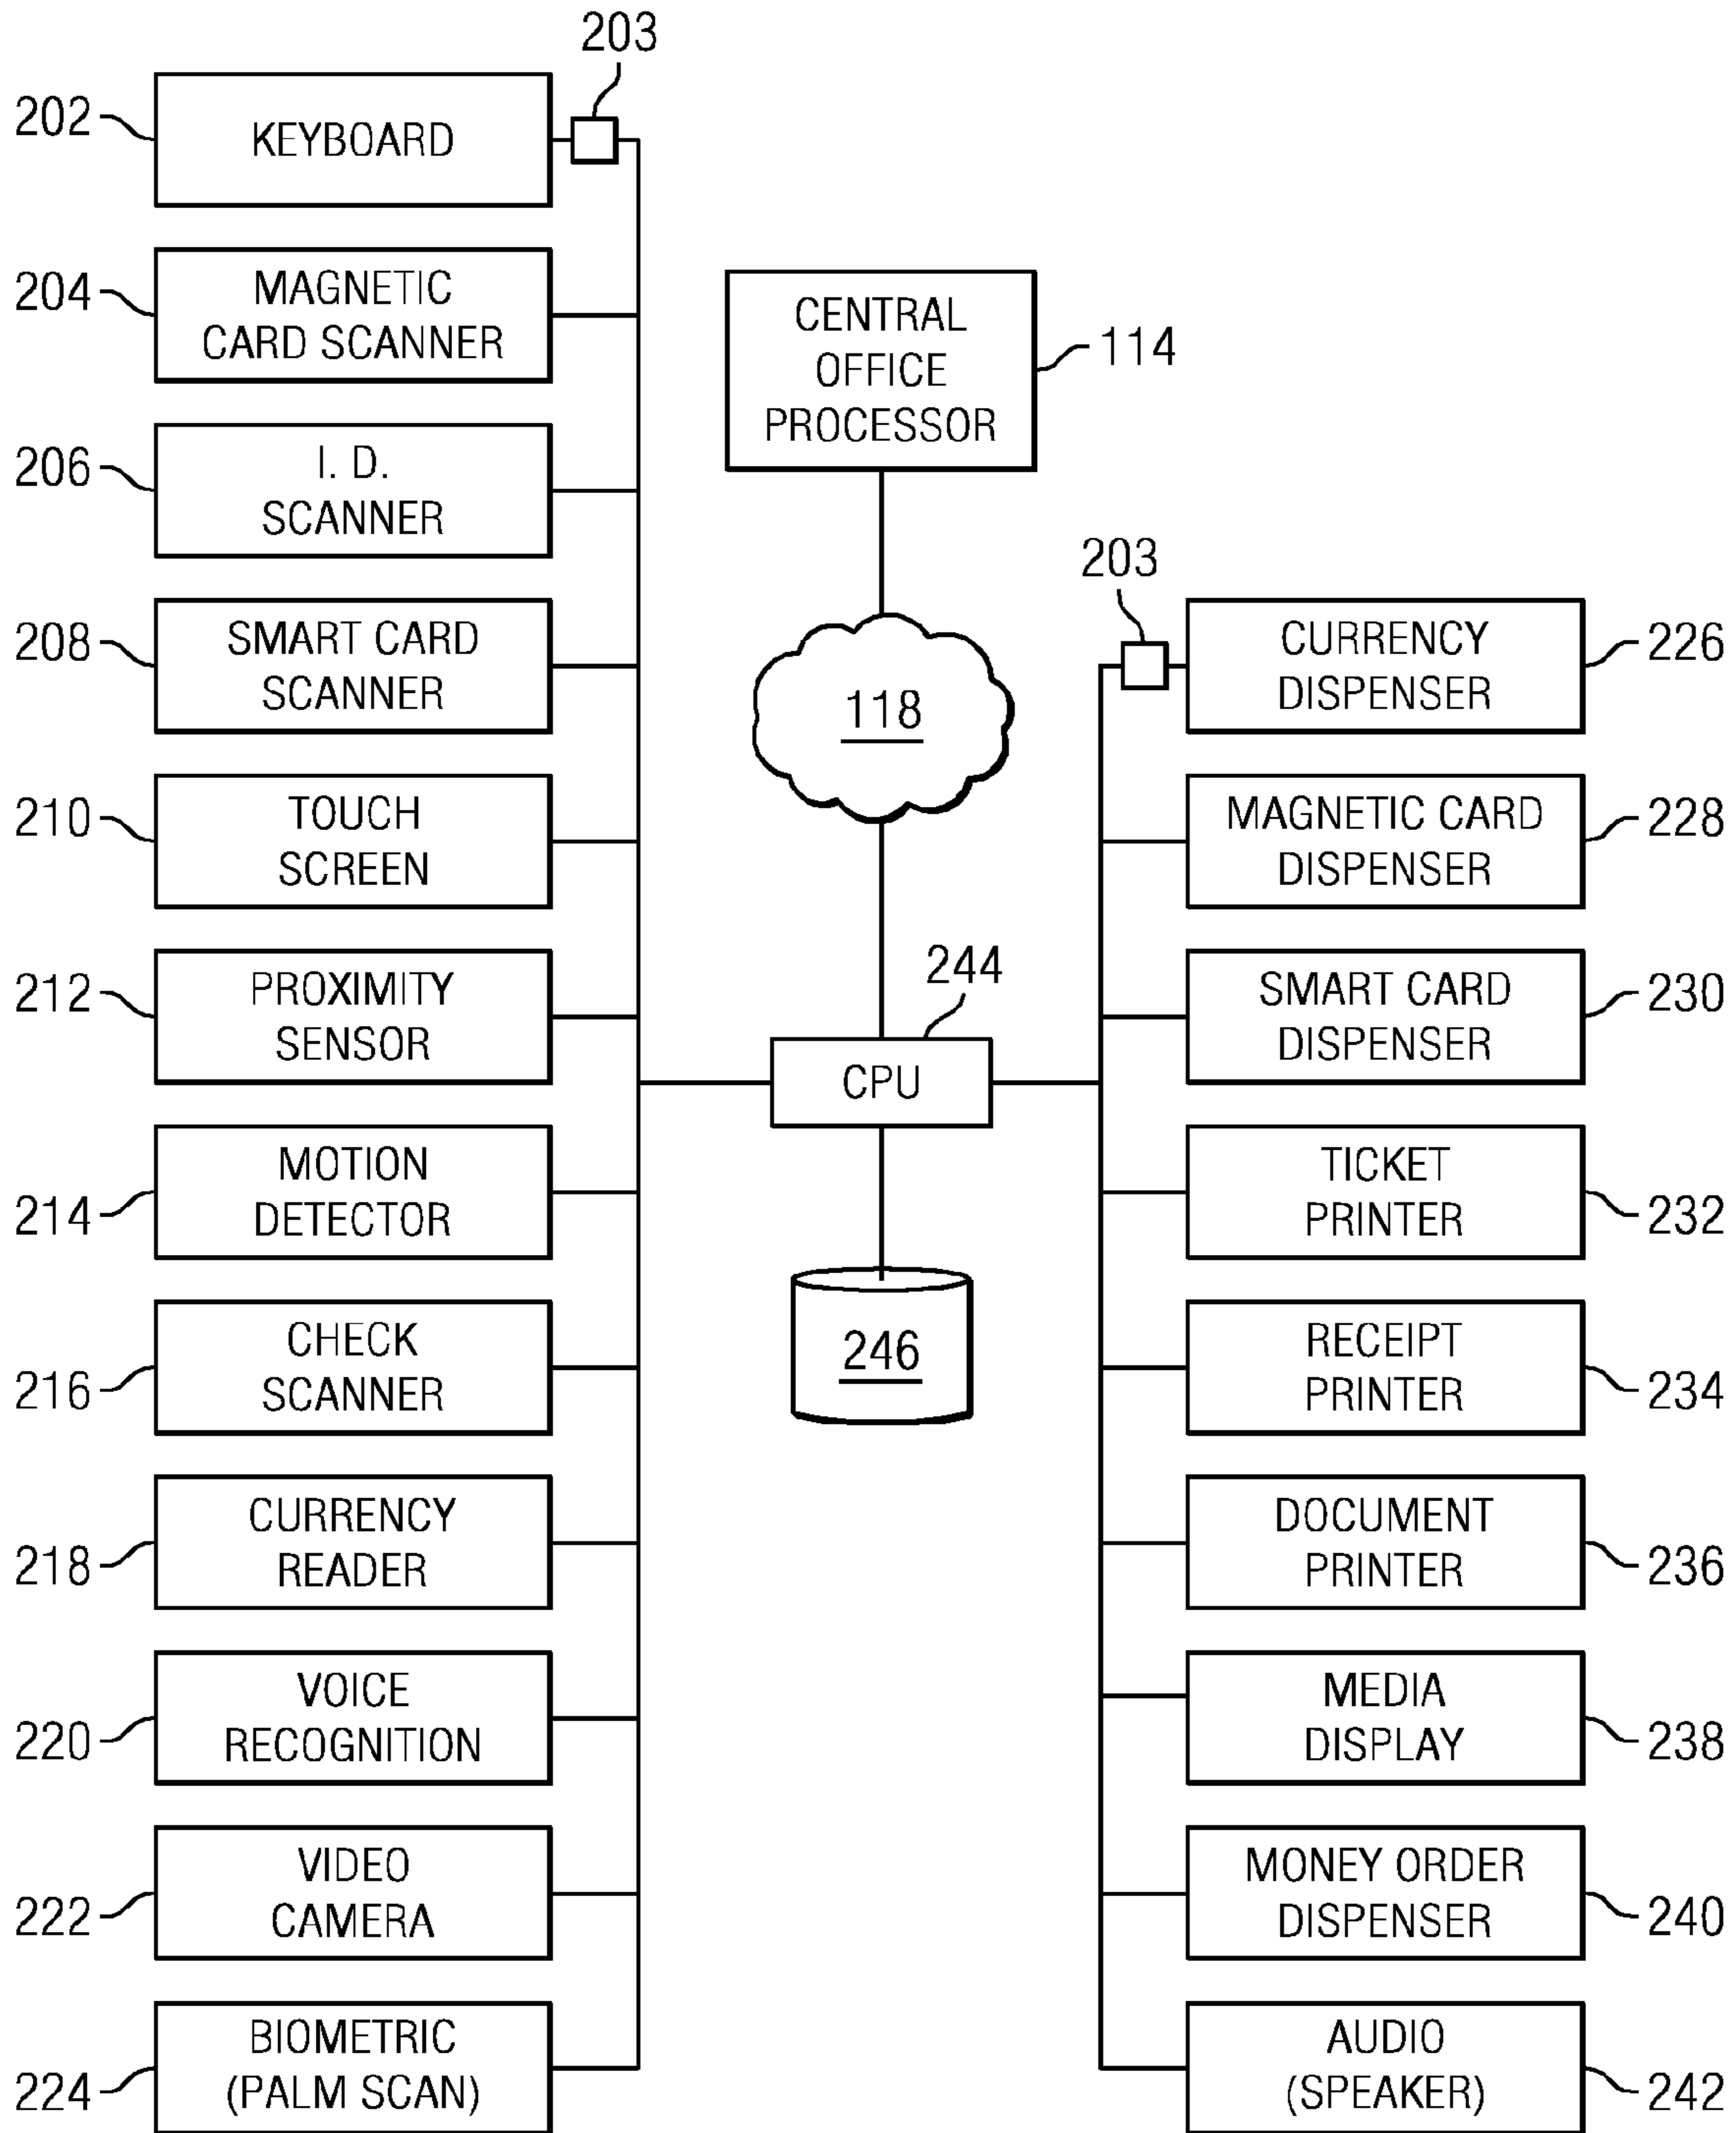 203
202
KEYBOARD
204
MAGNETIC
CARD SCANNER
206
I. D.
SCANNER
208
SMART CARD
SCANNER
210
TOUCH
SCREEN
212
PROXIMITY
SENSOR
214
MOTION
DETECTOR
216
CHECK
SCANNER
218
CURRENCY
READER
220
VOICE
RECOGNITION
222
VIDEO
CAMERA
224
BIOMETRIC
(PALM SCAN)
CENTRAL
OFFICE
PROCESSOR
114
118
244
CPU
246
203
CURRENCY
DISPENSER
226
MAGNETIC CARD
DISPENSER
228
SMART CARD
DISPENSER
230
TICKET
PRINTER
232
RECEIPT
PRINTER
234
DOCUMENT
PRINTER
236
MEDIA
DISPLAY
238
MONEY ORDER
DISPENSER
240
AUDIO
(SPEAKER)
242